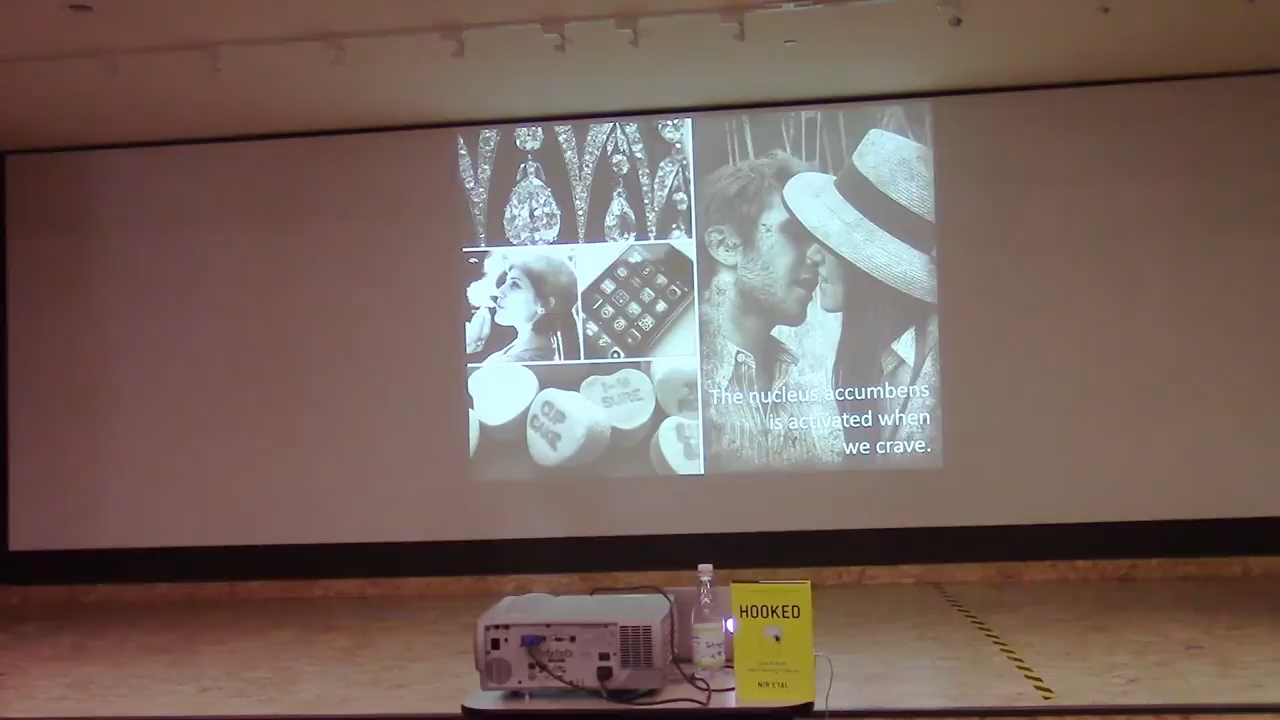 I-M
SURE
The nucleus accumbens
is activated when
we crave.
HOOKED
NIR EYAL